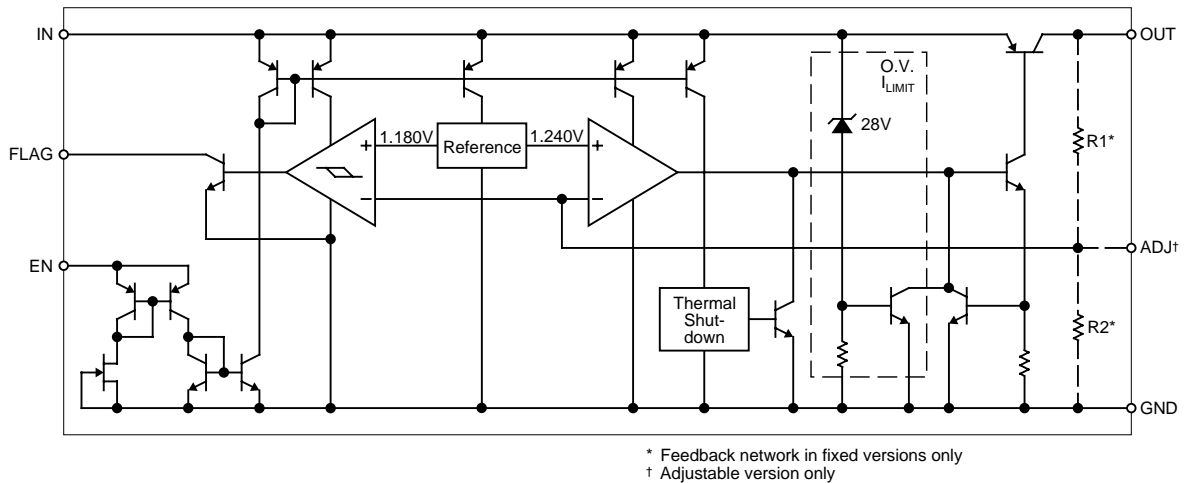 IN
OUT
O.V.
I LIMIT
28V
R1*
FLAG
1.180V
Reference
1.240V
+
+
−
−
ADJ†
EN
Thermal
Shut-
down
R2*
GND
* Feedback network in fixed versions only
† Adjustable version only